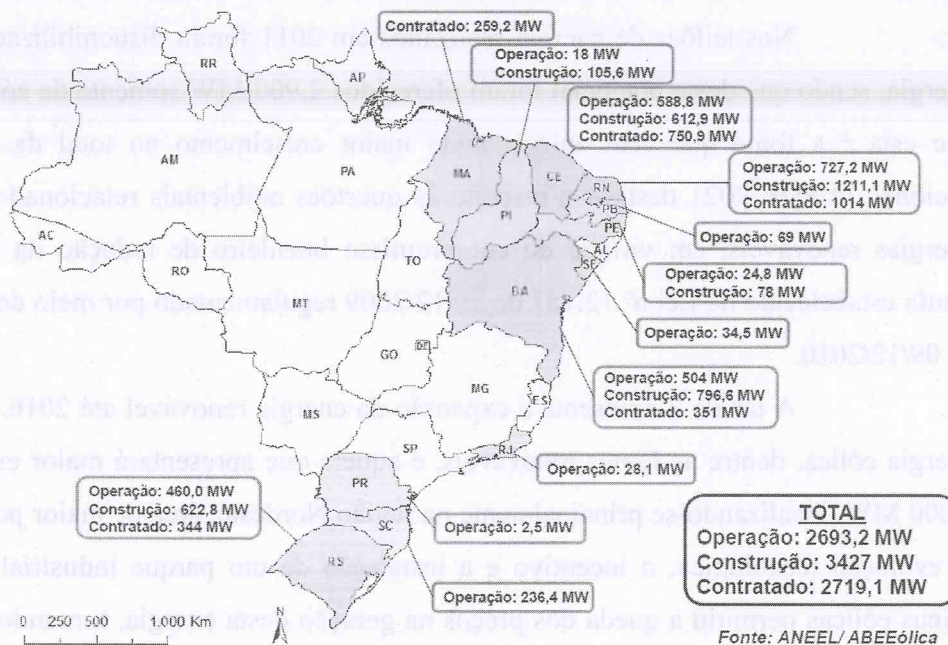 Contratado: 259,2 MW
Operação: 18 MW
Construção: 105,6 MW
Operação: 588,8 MW
Construção: 612,9 MW
Contratado: 750,9 MW
Operação: 727,2 MW
Construção: 1211,1 MW
Contratado: 1014 MW
Operação: 69 MW
Operação: 24,8 MW
Construção: 78 MW
Operação: 34,5 MW
Operação: 504 MW
Construção: 796,6 MW
Contratado: 351 MW
Operação: 28,1 MW
Operação: 460,0 MW
Construção: 622,8 MW
Contratado: 344 MW
Operação: 2,5 MW
Operação: 236,4 MW
RR
AP
AM
PA
MA
CE
RN
PB
PE
AL
SE
PI
AC
RO
TO
BA
MT
GO
DF
MG
ES
MS
SP
RJ
PR
SC
RS
TOTAL
Operação: 2693,2 MW
Construção: 3427 MW
Contratado: 2719,1 MW
N
0 250 500 1,000 Km
Fonte: ANEEL/ ABEEólica